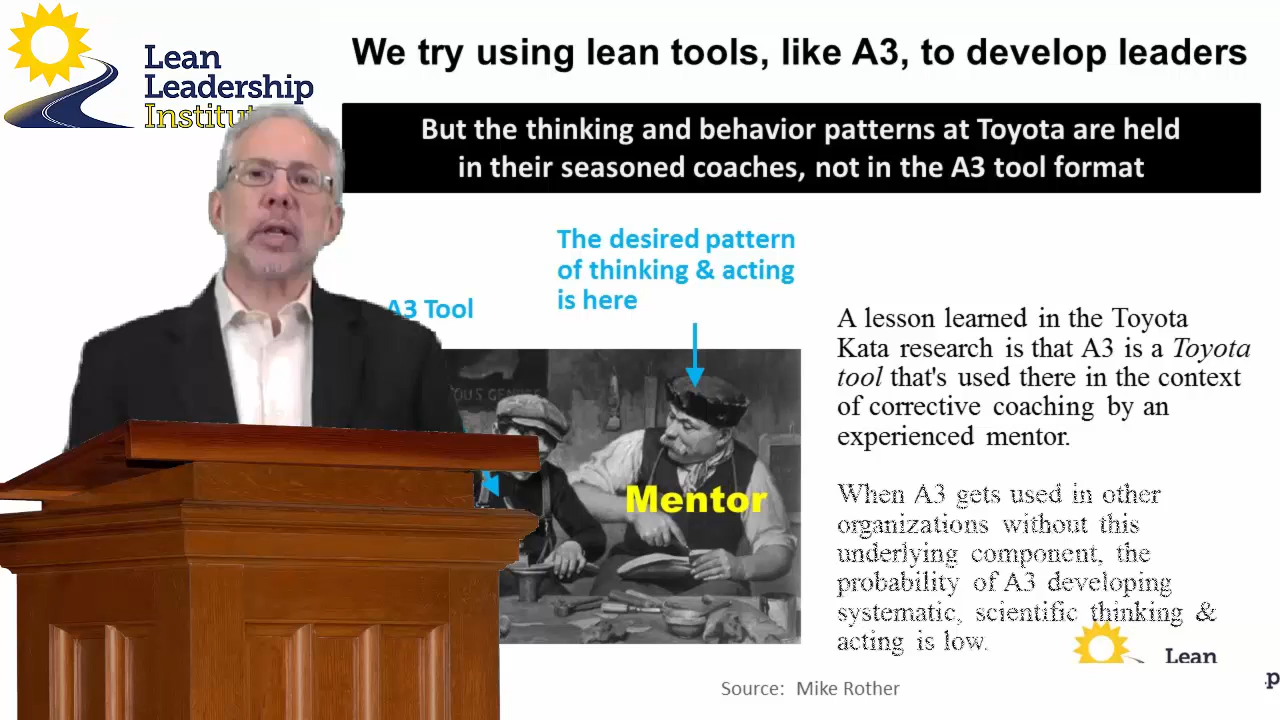 Lean
Leadership
Institut
We try using lean tools, like A3, to develop leaders
But the thinking and behavior patterns at Toyota are held
in their seasoned coaches, not in the A3 tool format
The desired pattern
of thinking & acting
is here
A3 Tool
Mentor
A lesson learned in the Toyota
Kata research is that A3 is a Toyota
tool that's used there in the context
of corrective coaching by an
experienced mentor.
When A3 gets used in other
organizations without this
underlying component, the
probability of A3 developing
systematic, scientific thinking &
acting is low.
Lean
Source: Mike Rother